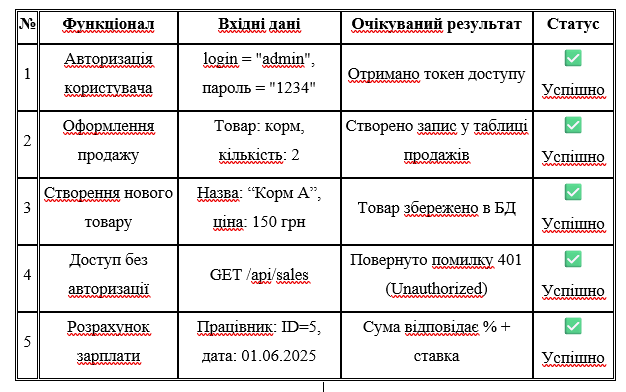 № Функціонал Вхідні дані Очікуваний результат Статус
1 Авторизація користувача login = "admin", пароль = "1234" Отримано токен доступу ✅ Успішно
2 Оформлення продажу Товар: корм, кількість: 2 Створено запис у таблиці продажів ✅ Успішно
3 Створення нового товару Назва: “Корм А”, ціна: 150 грн Товар збережено в БД ✅ Успішно
4 Доступ без авторизації GET /api/sales Повернуто помилку 401 (Unauthorized) ✅ Успішно
5 Розрахунок зарплати Працівник: ID=5, дата: 01.06.2025 Сума відповідає % + ставка ✅ Успішно